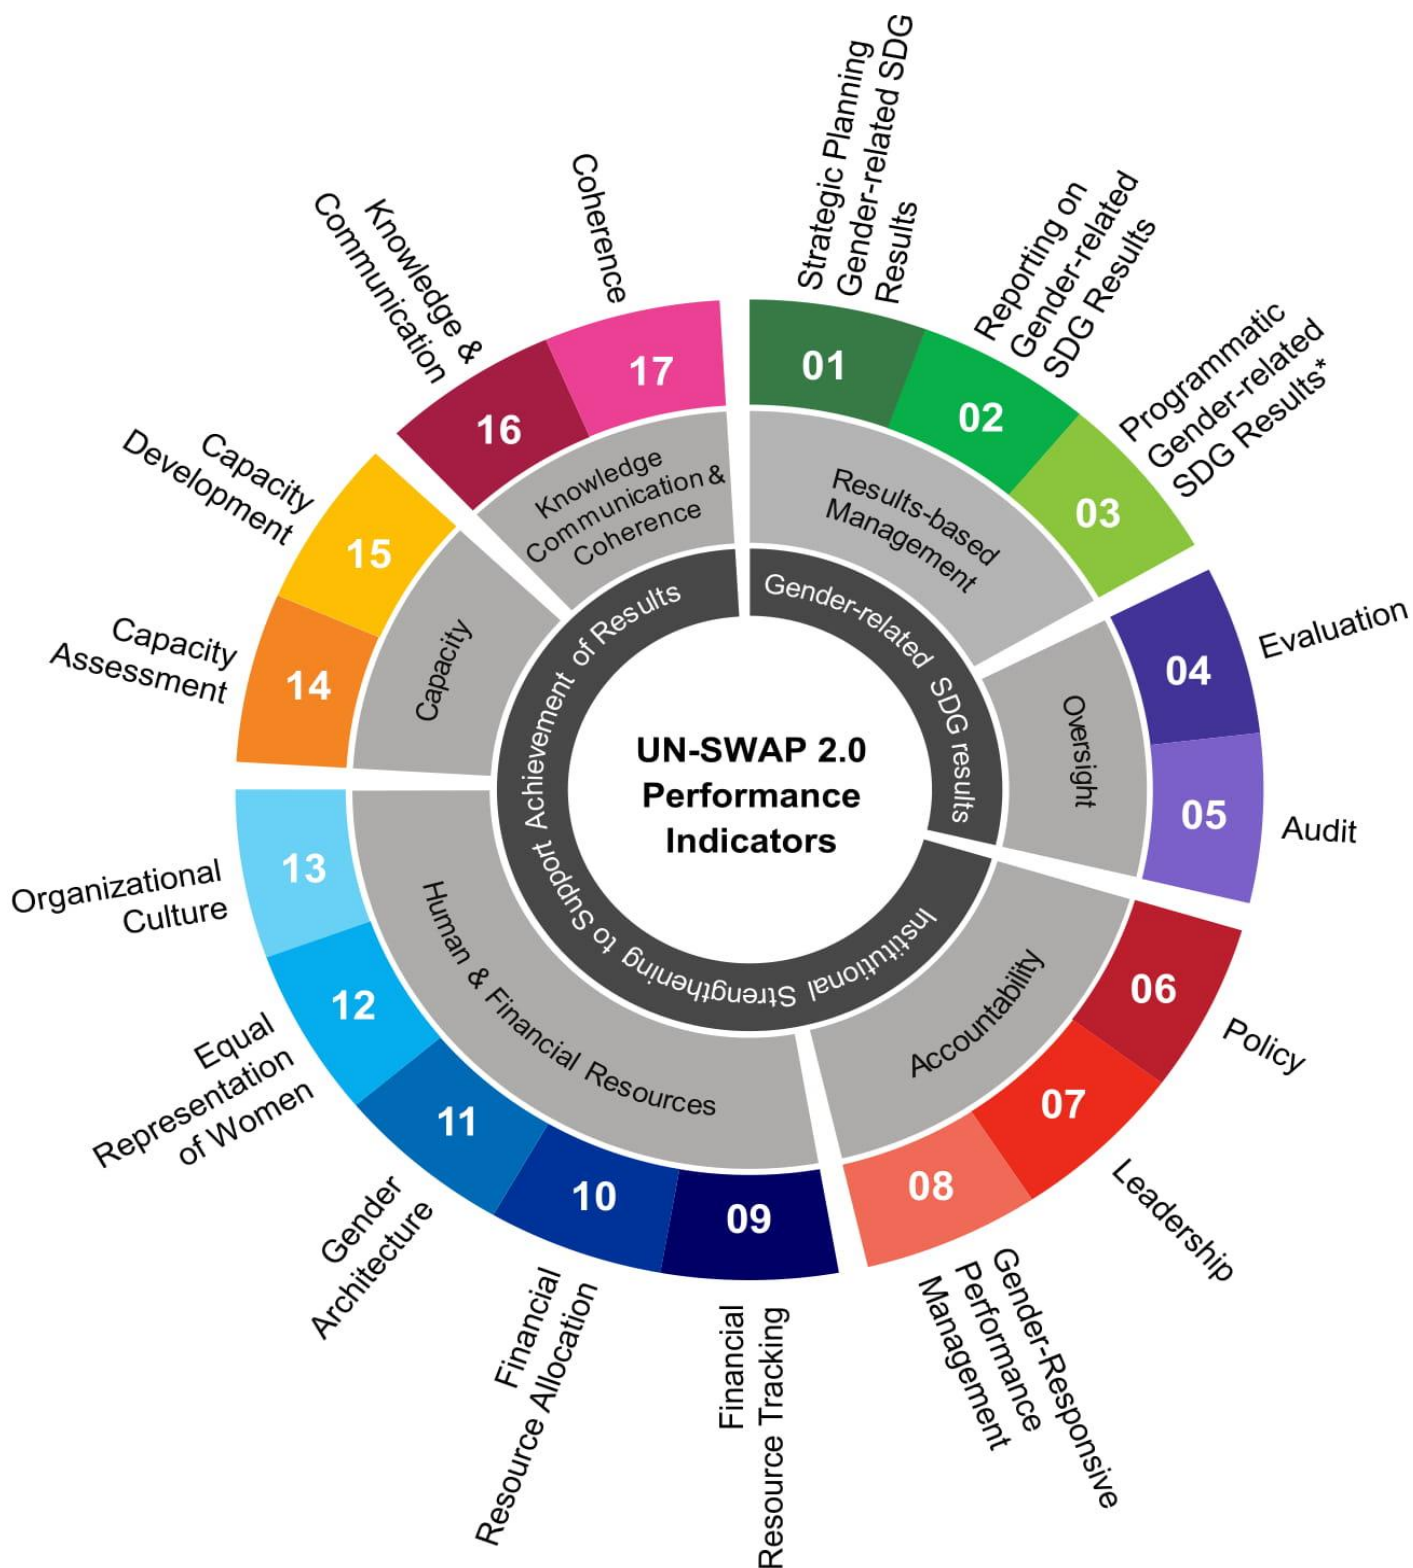 UN-SWAP 2.0
Performance
Indicators
Gender-related SDG results
Institutional Strengthening to Support Achievement of Results
Results-based
Management
Oversight
Accountability
Human & Financial Resources
Capacity
Knowledge
Communication &
Coherence
01
Strategic Planning
Gender-related SDG
Results
02
Reporting on
Gender-related
SDG Results
03
Programmatic
Gender-related
SDG Results*
04
Evaluation
05
Audit
06
Policy
07
Leadership
08
Gender-Responsive
Performance
Management
09
Financial
Resource Tracking
10
Financial
Resource Allocation
11
Gender
Architecture
12
Equal
Representation
of Women
13
Organizational
Culture
14
Capacity
Assessment
15
Capacity
Development
16
Knowledge &
Communication
17
Coherence